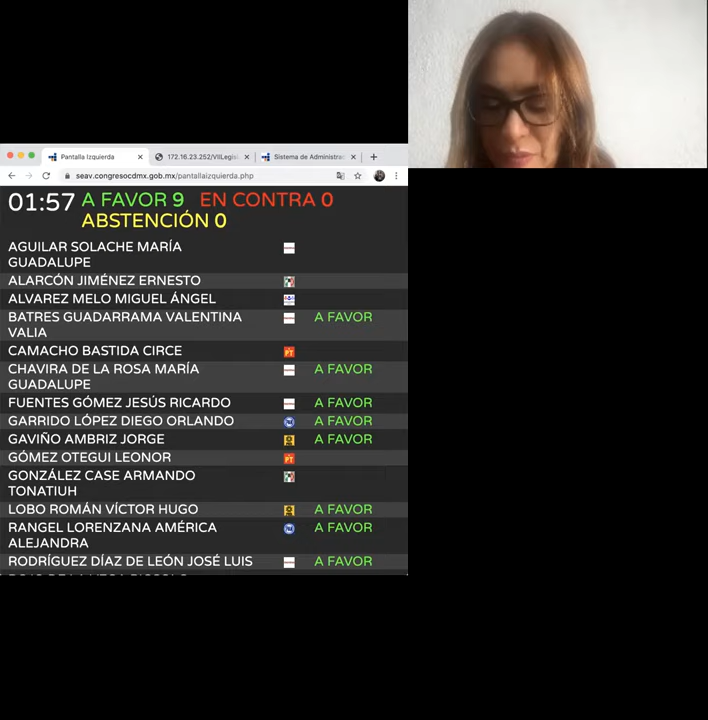 Pantalla Izquierda
172.16.23.252/VIILegisl
Sistema de Administrac
seav.congresocdmx.gob.mx/pantallaizquierda.php
01:57 A FAVOR 9 EN CONTRA 0
ABSTENCIÓN 0
AGUILAR SOLACHE MARÍA
GUADALUPE
ALARCÓN JIMÉNEZ ERNESTO
ALVAREZ MELO MIGUEL ÁNGEL
BATRES GUADARRAMA VALENTINA A FAVOR
VALIA
CAMACHO BASTIDA CIRCE PT
CHAVIRA DE LA ROSA MARÍA A FAVOR
GUADALUPE
FUENTES GÓMEZ JESÚS RICARDO A FAVOR
GARRIDO LÓPEZ DIEGO ORLANDO A FAVOR
GAVIÑO AMBRIZ JORGE A FAVOR
GÓMEZ OTEGUI LEONOR PT
GONZÁLEZ CASE ARMANDO
TONATIUH
LOBO ROMÁN VÍCTOR HUGO A FAVOR
RANGEL LORENZANA AMÉRICA A FAVOR
ALEJANDRA
RODRÍGUEZ DÍAZ DE LEÓN JOSÉ LUIS A FAVOR